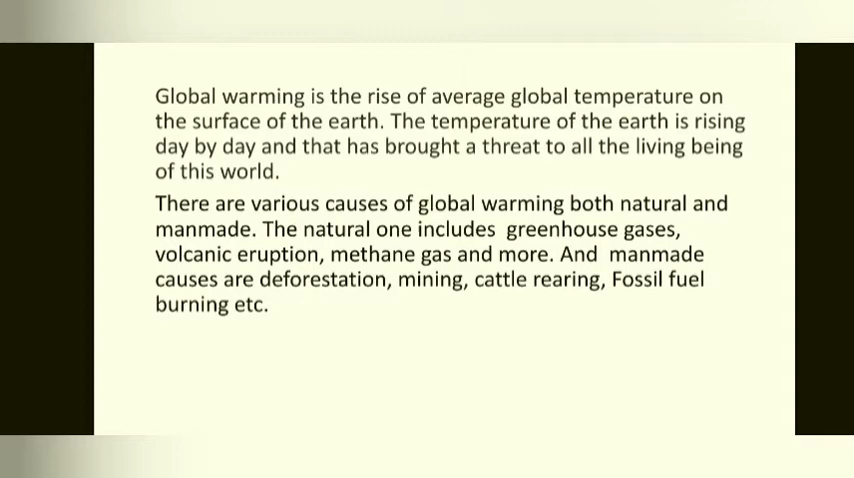 Global warming is the rise of average global temperature on
the surface of the earth. The temperature of the earth is rising
day by day and that has brought a threat to all the living being
of this world.
There are various causes of global warming both natural and
manmade. The natural one includes  greenhouse gases,
volcanic eruption, methane gas and more. And  manmade
causes are deforestation, mining, cattle rearing, Fossil fuel
burning etc.